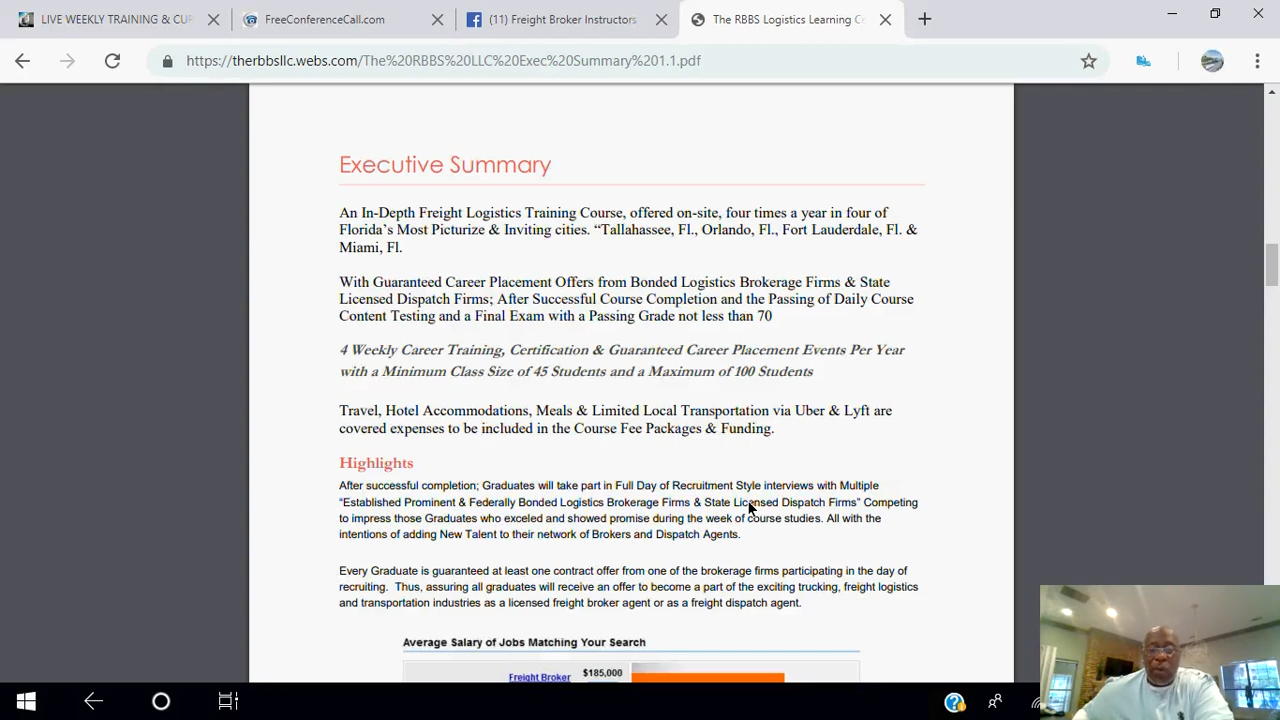 LIVE WEEKLY TRAINING & CUR
FreeConferenceCall.com
(11) Freight Broker Instructors
The RBBS Logistics Learning Ce
https://therbbsllc.webs.com/The%20RBBS%20LLC%20Exec%20Summary%201.1.pdf
Executive Summary
An In-Depth Freight Logistics Training Course, offered on-site, four times a year in four of
Florida's Most Picturize & Inviting cities. “Tallahassee, Fl., Orlando, Fl., Fort Lauderdale, Fl. &
Miami, Fl.
With Guaranteed Career Placement Offers from Bonded Logistics Brokerage Firms & State
Licensed Dispatch Firms; After Successful Course Completion and the Passing of Daily Course
Content Testing and a Final Exam with a Passing Grade not less than 70
4 Weekly Career Training, Certification & Guaranteed Career Placement Events Per Year
with a Minimum Class Size of 45 Students and a Maximum of 100 Students
Travel, Hotel Accommodations, Meals & Limited Local Transportation via Uber & Lyft are
covered expenses to be included in the Course Fee Packages & Funding.
Highlights
After successful completion; Graduates will take part in Full Day of Recruitment Style interviews with Multiple
“Established Prominent & Federally Bonded Logistics Brokerage Firms & State Licensed Dispatch Firms” Competing
to impress those Graduates who exceled and showed promise during the week of course studies. All with the
intentions of adding New Talent to their network of Brokers and Dispatch Agents.
Every Graduate is guaranteed at least one contract offer from one of the brokerage firms participating in the day of
recruiting. Thus, assuring all graduates will receive an offer to become a part of the exciting trucking, freight logistics
and transportation industries as a licensed freight broker agent or as a freight dispatch agent.
Average Salary of Jobs Matching Your Search
Freight Broker $185,000